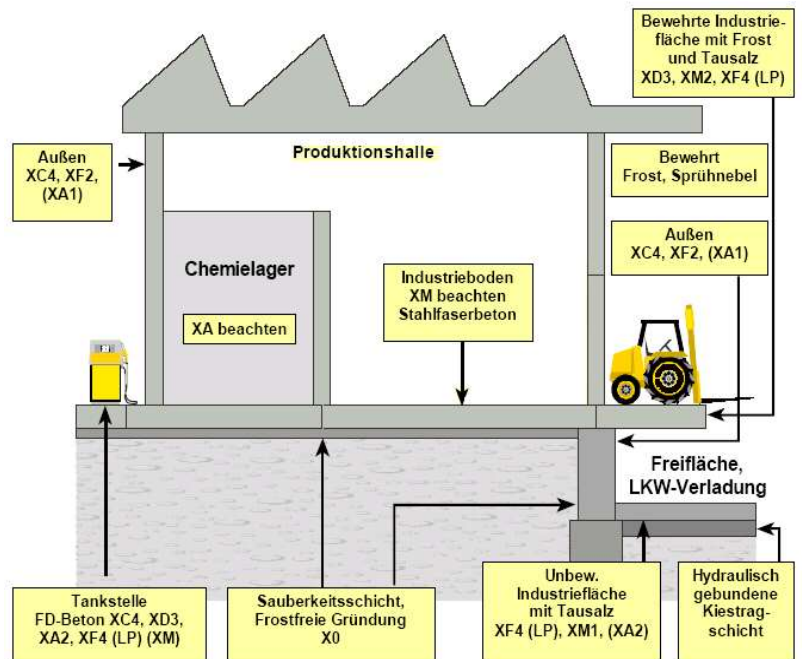 Bewehrte Industrie-
fläche mit Frost
und Tausalz
XD3, XM2, XF4 (LP)
Außen
XC4, XF2,
(XA1)
Produktionshalle
Bewehrt
Frost, Sprühnebel
Außen
XC4, XF2, (XA1)
Chemielager
XA beachten
Industrieboden
XM beachten
Stahlfaserbeton
Freifläche,
LKW-Verladung
Tankstelle
FD-Beton XC4, XD3,
XA2, XF4 (LP) (XM)
Sauberkeitsschicht,
Frostfreie Gründung
X0
Unbew.
Industriefläche
mit Tausalz
XF4 (LP), XM1, (XA2)
Hydraulisch
gebundene
Kiestrag-
schicht